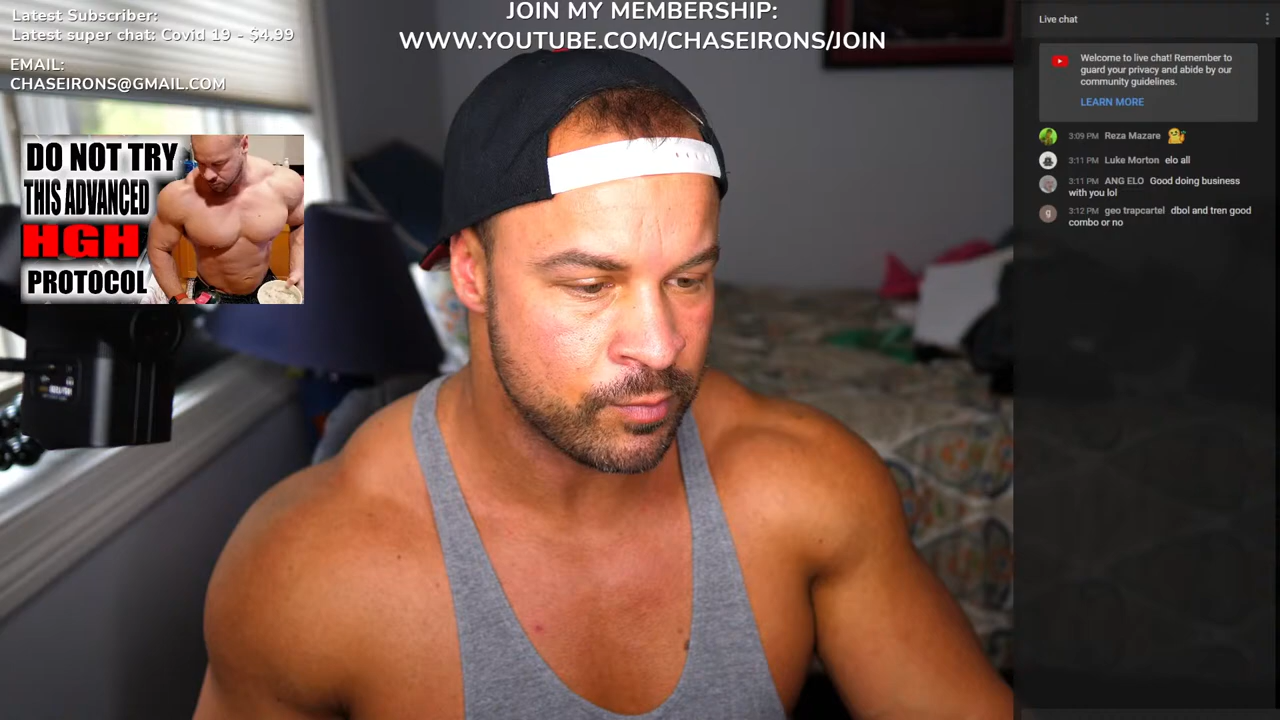 Latest Subscriber:
Latest super chat: Covid 19 - $4.99
EMAIL:
CHASEIRONS@GMAIL.COM
JOIN MY MEMBERSHIP:
WWW.YOUTUBE.COM/CHASEIRONS/JOIN
DO NOT TRY
THIS ADVANCED
HGH
PROTOCOL
Live chat
Welcome to live chat! Remember to
guard your privacy and abide by our
community guidelines.
LEARN MORE
3:09 PM Reza Mazare
3:11 PM Luke Morton elo all
3:11 PM ANG ELO Good doing business
with you lol
g 3:12 PM geo trapcartel dbol and tren good
combo or no